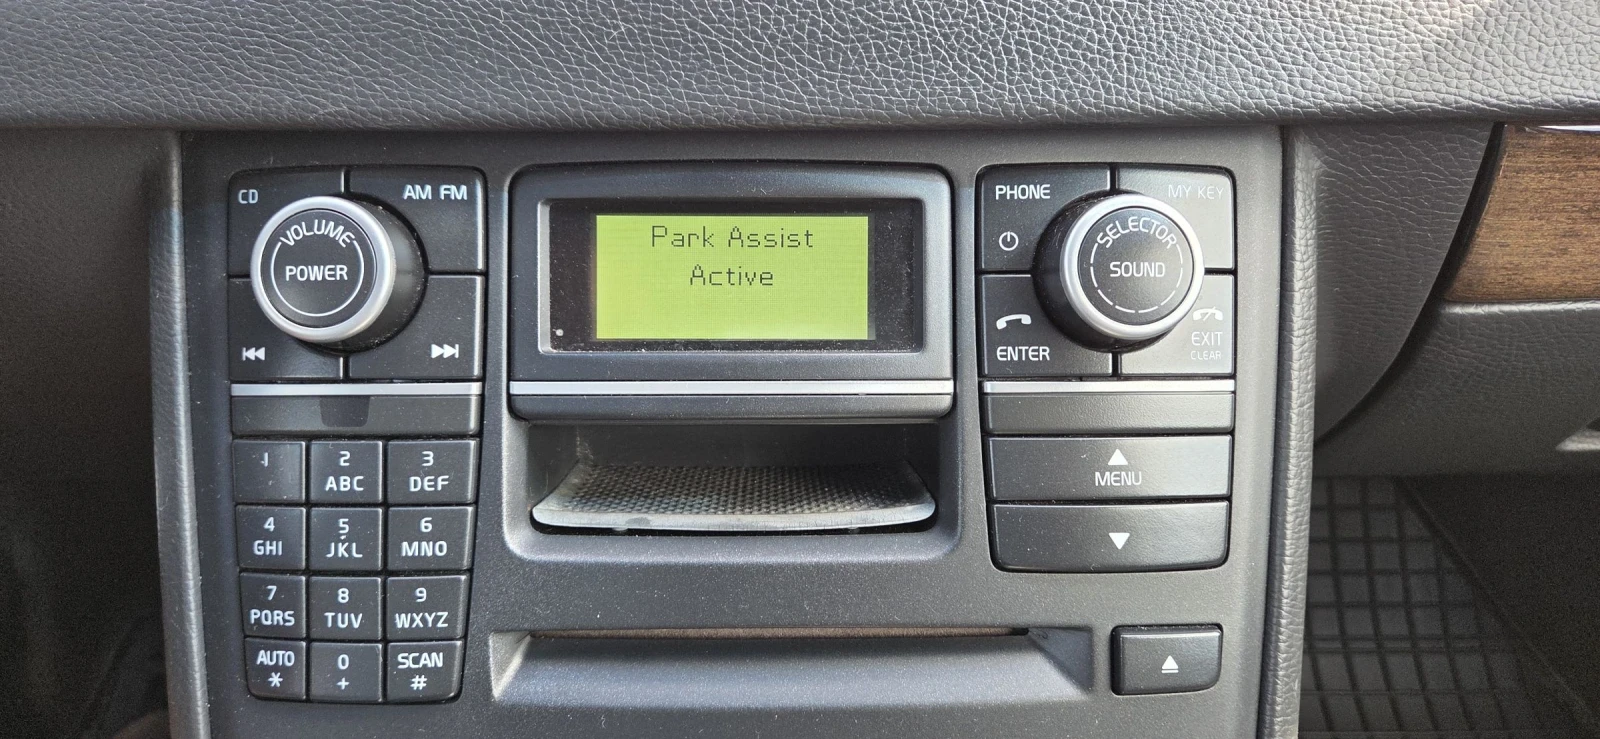 CD
AM FM
VOLUME
POWER
Park Assist
Active
PHONE
MY KEY
SELECTOR
SOUND
ENTER
EXIT
CLEAR
MENU
1
2
ABC
3
DEF
4
GHI
5
JKL
6
MNO
7
PQRS
8
TUV
9
WXYZ
AUTO
*
0
+
SCAN
#